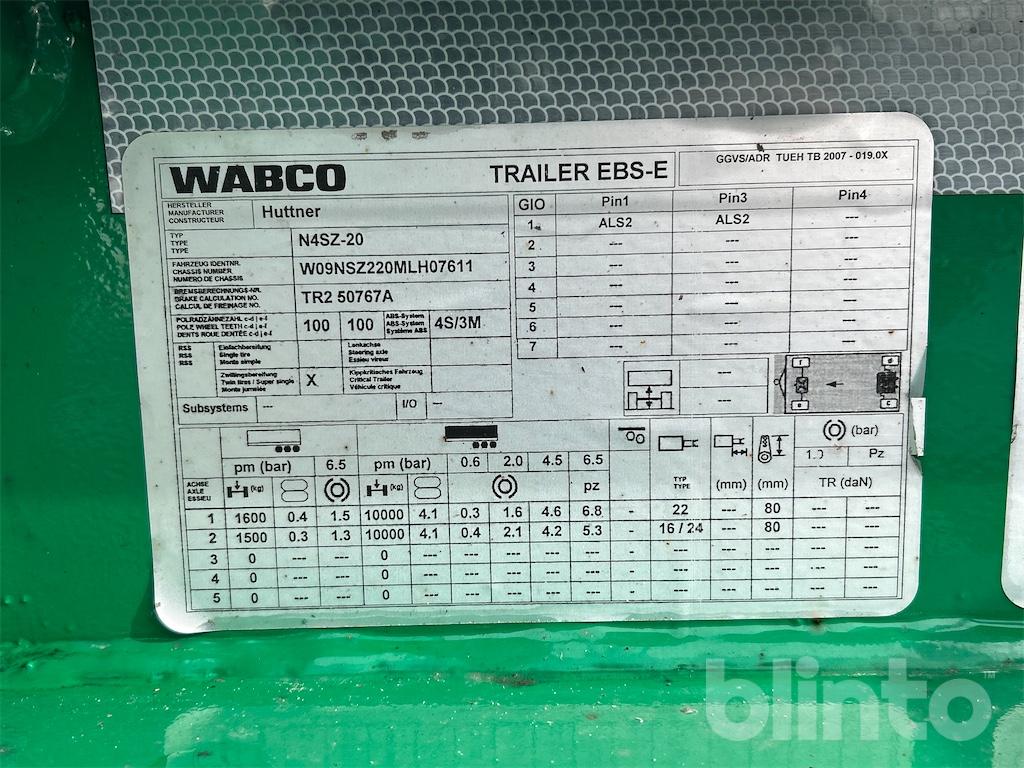 WABCO
TRAILER EBS-E
GGVS/ADR TUEH TB 2007 - 019.0X
HERSTELLER
MANUFACTURER
CONSTRUCTEUR
Huttner
TYP
TYPE
TYPE
N4SZ-20
FAHRZEUG IDENTNR.
CHASSIS NUMBER
NUMERO DE CHASSIS
W09NSZ220MLH07611
BREMSBERECHNUNGS-NR.
BRAKE CALCULATION NO.
CALCUL DE FREINAGE NO.
TR2 50767A
POLRADZÄHNEZAHL c-d | e-f
POLE WHEEL TEETH c-d | e-f
DENTS ROUE DENTÉE c-d | e-f
100 100
ABS-System
ABS-System
Système ABS
4S/3M
RSS
RSS
RSS
Einfachbereifung
Single tire
Monte simple
Lenkachse
Steering axle
Essieu vireur
Zwillingsbereifung
Twin tires / Super single
Monte jumelée
X
Kippkritisches Fahrzeug
Critical Trailer
Véhicule critique
Subsystems --- I/O ---
GIO Pin1 Pin3 Pin4
1 ALS2 ALS2 ---
2 --- --- ---
3 --- --- ---
4 --- --- ---
5 --- --- ---
6 --- --- ---
7 --- --- ---
---
---
f d
e c
(bar)
pm (bar) 6.5 pm (bar) 0.6 2.0 4.5 6.5
1.0 Pz
ACHSE
AXLE
ESSIEU
(kg) (kg) pz
TYP
TYPE
(mm) (mm) TR (daN)
1 1600 0.4 1.5 10000 4.1 0.3 1.6 4.6 6.8 - 22 --- 80 --- ---
2 1500 0.3 1.3 10000 4.1 0.4 2.1 4.2 5.3 - 16 / 24 --- 80 --- ---
3 0 --- --- 0 --- --- --- --- --- - --- --- --- --- ---
4 0 --- --- 0 --- --- --- --- --- - --- --- --- --- ---
5 0 --- --- 0 --- --- --- --- --- - --- --- --- --- ---
blinto™